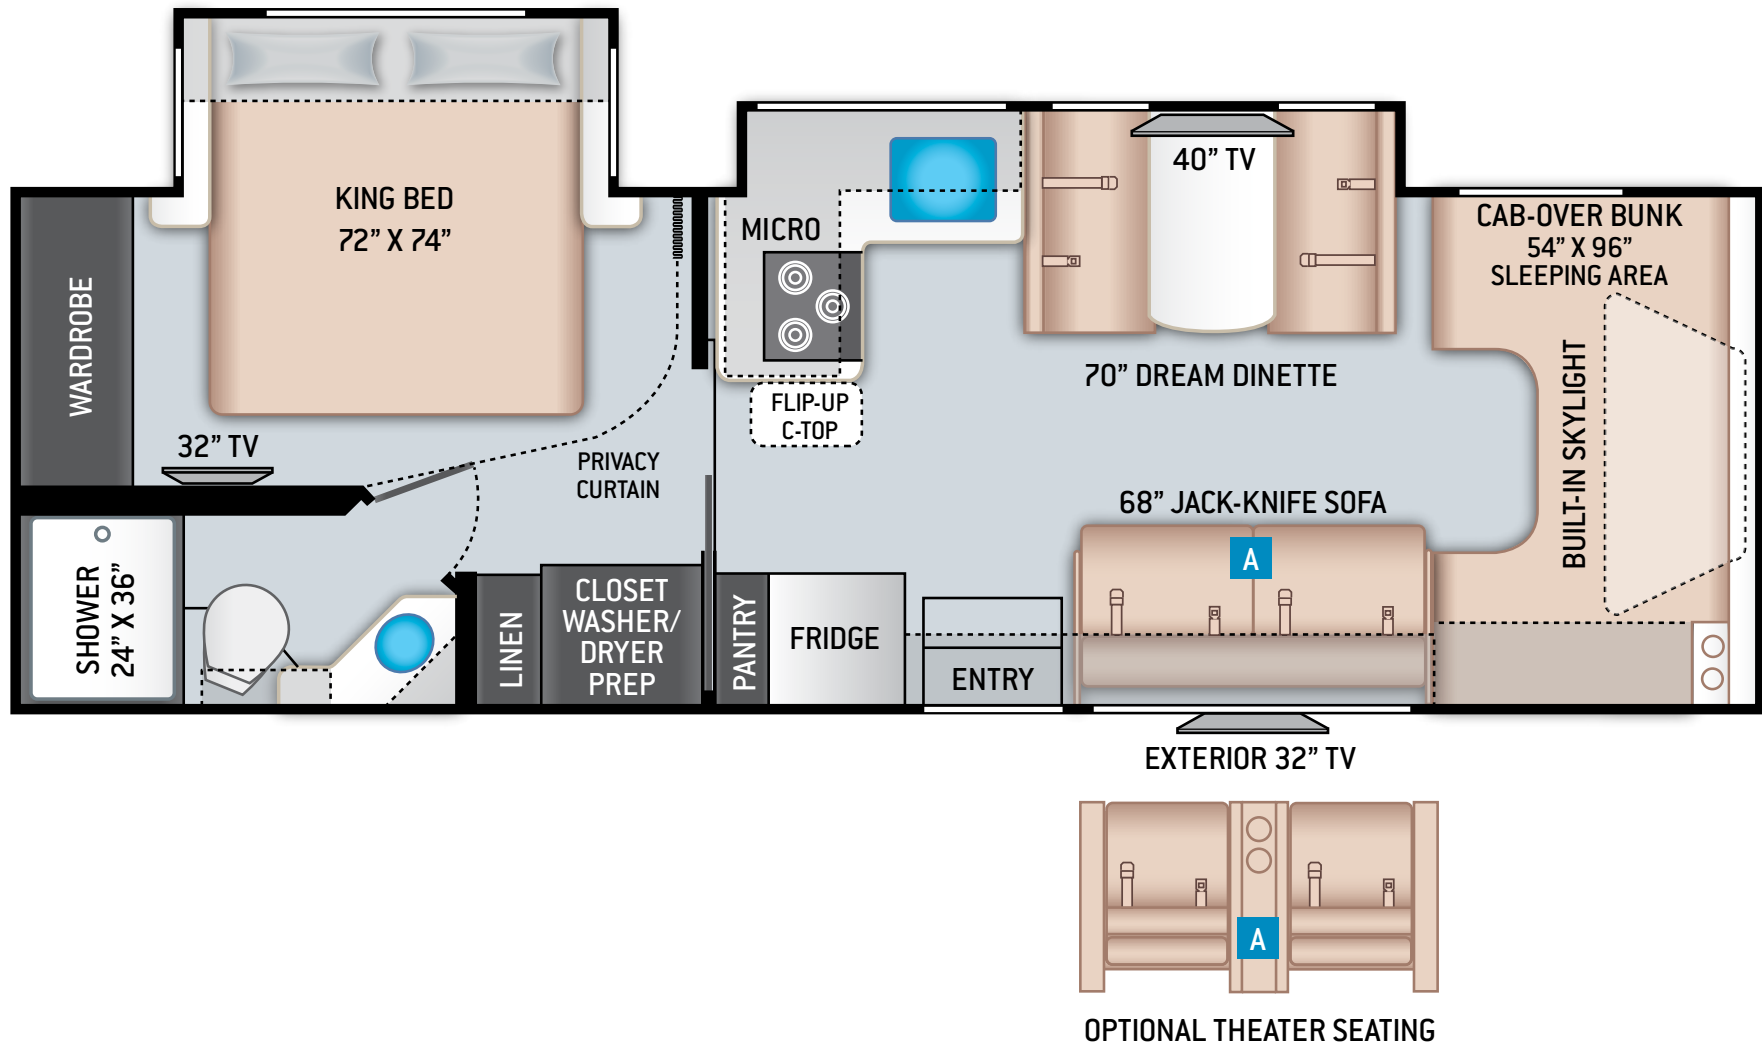 KING BED
72” X 74”
WARDROBE
32” TV
PRIVACY
CURTAIN
SHOWER
24” X 36”
LINEN
CLOSET
WASHER/
DRYER
PREP
PANTRY
FRIDGE
ENTRY
MICRO
FLIP-UP
C-TOP
40” TV
70” DREAM DINETTE
68” JACK-KNIFE SOFA
A
CAB-OVER BUNK
54” X 96”
SLEEPING AREA
BUILT-IN SKYLIGHT
EXTERIOR 32” TV
A
OPTIONAL THEATER SEATING